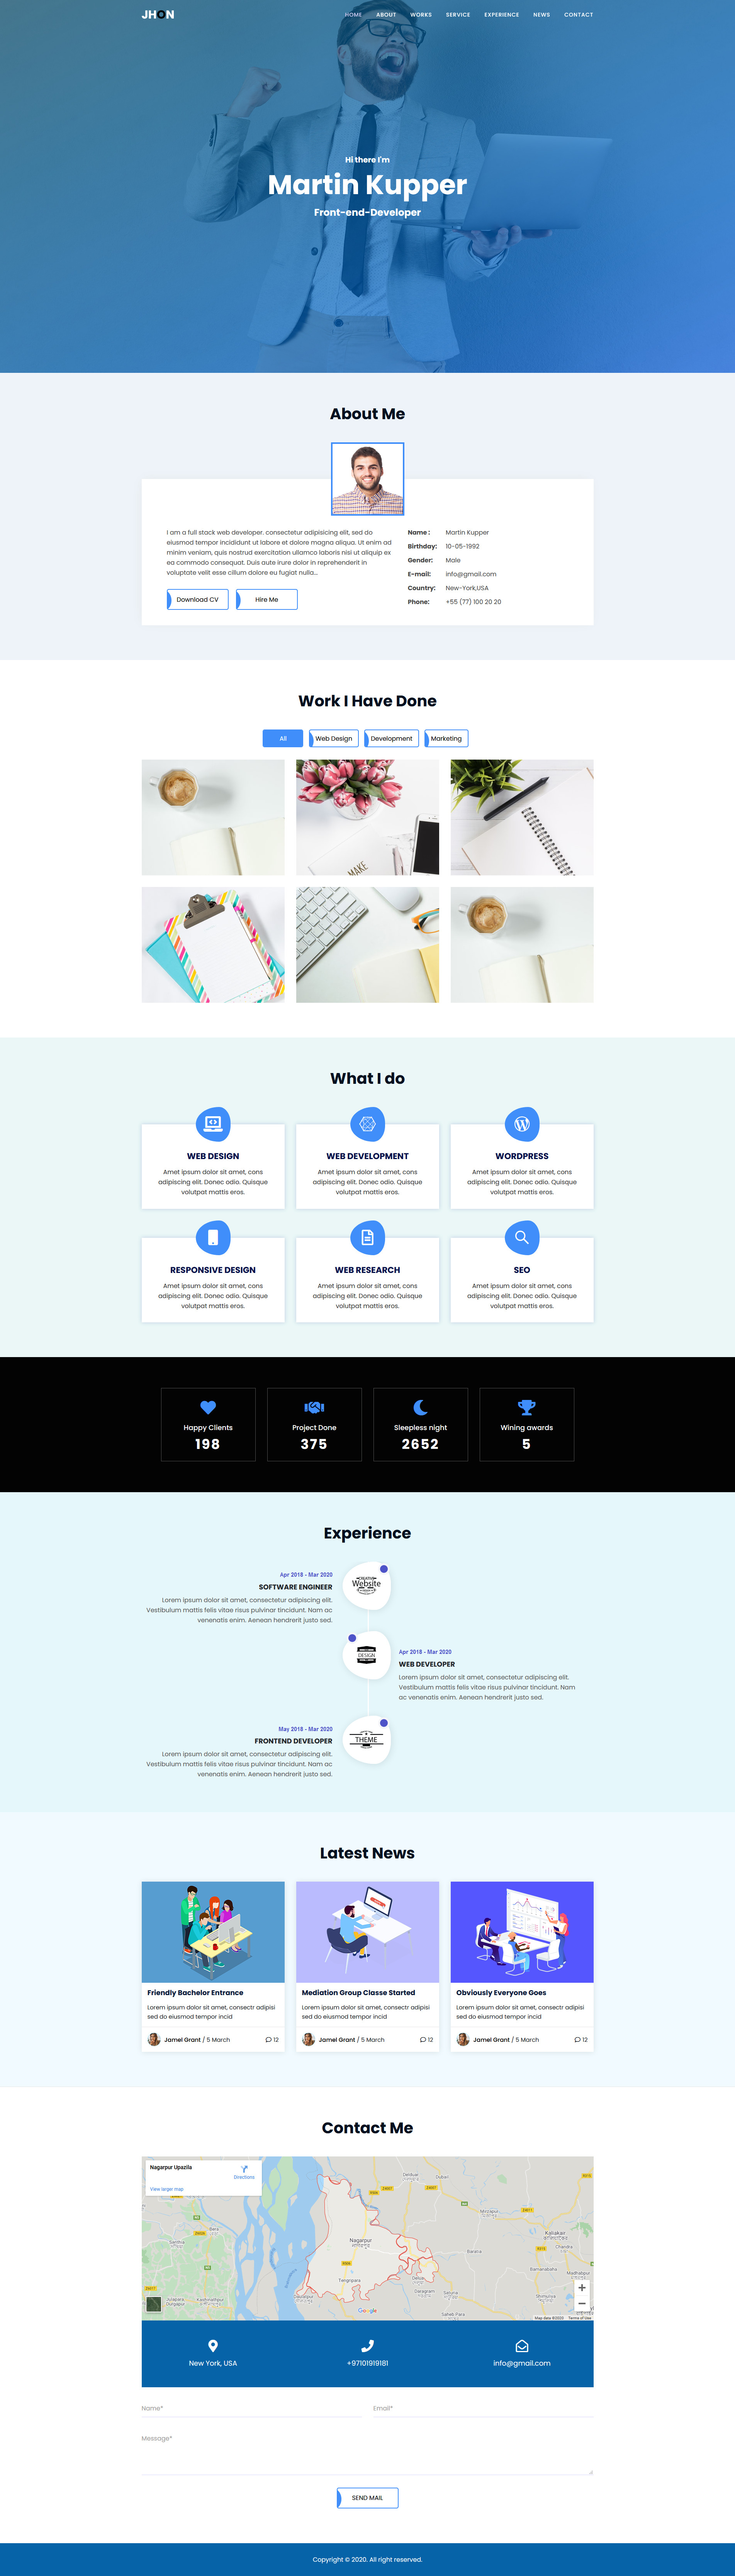 JHON
HOME ABOUT WORKS SERVICE EXPERIENCE NEWS CONTACT
Hi there I'm
Martin Kupper
Front-end-Developer
About Me
I am a full stack web developer. consectetur adipisicing elit, sed do
eiusmod tempor incididunt ut labore et dolore magna aliqua. Ut enim ad
minim veniam, quis nostrud exercitation ullamco laboris nisi ut aliquip ex
ea commodo consequat. Duis aute irure dolor in reprehenderit in
voluptate velit esse cillum dolore eu fugiat nulla...
Download CV
Hire Me
Name : Martin Kupper
Birthday: 10-05-1992
Gender: Male
E-mail: info@gmail.com
Country: New-York,USA
Phone: +55 (77) 100 20 20
Work I Have Done
All
Web Design
Development
Marketing
MAKE
What I do
WEB DESIGN
Amet ipsum dolor sit amet, cons
adipiscing elit. Donec odio. Quisque
volutpat mattis eros.
WEB DEVELOPMENT
Amet ipsum dolor sit amet, cons
adipiscing elit. Donec odio. Quisque
volutpat mattis eros.
WORDPRESS
Amet ipsum dolor sit amet, cons
adipiscing elit. Donec odio. Quisque
volutpat mattis eros.
RESPONSIVE DESIGN
Amet ipsum dolor sit amet, cons
adipiscing elit. Donec odio. Quisque
volutpat mattis eros.
WEB RESEARCH
Amet ipsum dolor sit amet, cons
adipiscing elit. Donec odio. Quisque
volutpat mattis eros.
SEO
Amet ipsum dolor sit amet, cons
adipiscing elit. Donec odio. Quisque
volutpat mattis eros.
Happy Clients
198
Project Done
375
Sleepless night
2652
Wining awards
5
Experience
Apr 2018 - Mar 2020
SOFTWARE ENGINEER
Lorem ipsum dolor sit amet, consectetur adipiscing elit.
Vestibulum mattis felis vitae risus pulvinar tincidunt. Nam ac
venenatis enim. Aenean hendrerit justo sed.
CREATIVE
Website
DESIGN
Apr 2018 - Mar 2020
WEB DEVELOPER
Lorem ipsum dolor sit amet, consectetur adipiscing elit.
Vestibulum mattis felis vitae risus pulvinar tincidunt. Nam
ac venenatis enim. Aenean hendrerit justo sed.
May 2018 - Mar 2020
FRONTEND DEVELOPER
Lorem ipsum dolor sit amet, consectetur adipiscing elit.
Vestibulum mattis felis vitae risus pulvinar tincidunt. Nam ac
venenatis enim. Aenean hendrerit justo sed.
THEME
Latest News
Friendly Bachelor Entrance
Lorem ipsum dolor sit amet, consectr adipisi
sed do eiusmod tempor incid
Jamel Grant / 5 March 12
Mediation Group Classe Started
Lorem ipsum dolor sit amet, consectr adipisi
sed do eiusmod tempor incid
Jamel Grant / 5 March 12
Obviously Everyone Goes
Lorem ipsum dolor sit amet, consectr adipisi
sed do eiusmod tempor incid
Jamel Grant / 5 March 12
Contact Me
Nagarpur Upazila
Directions
View larger map
Nagarpur
Tengripara
Kaliakair
Bararia
Saturia
Google
Map data ©2020 Terms of Use
New York, USA
+97101919181
info@gmail.com
Name*
Email*
Message*
SEND MAIL
Copyright © 2020. All right reserved.